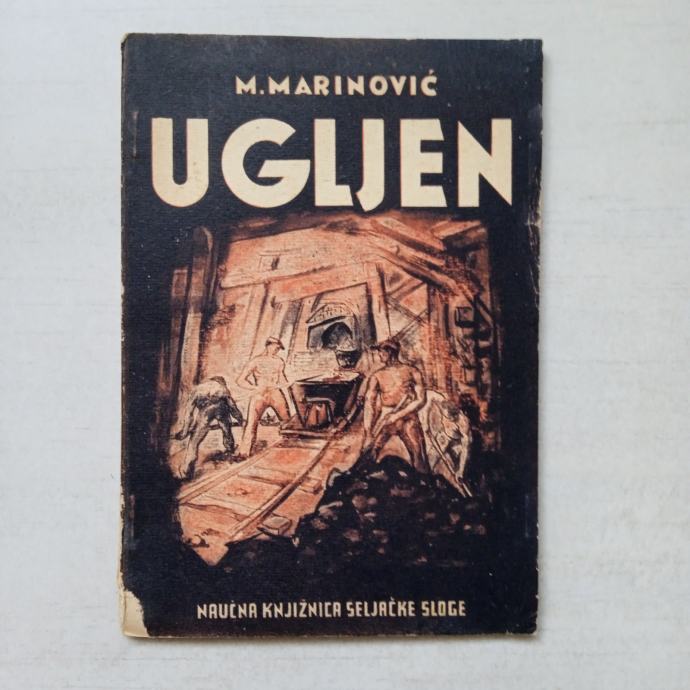 M. MARINOVIĆ
UGLJEN
NAUČNA KNJIŽNICA SELJAČKE SLOGE